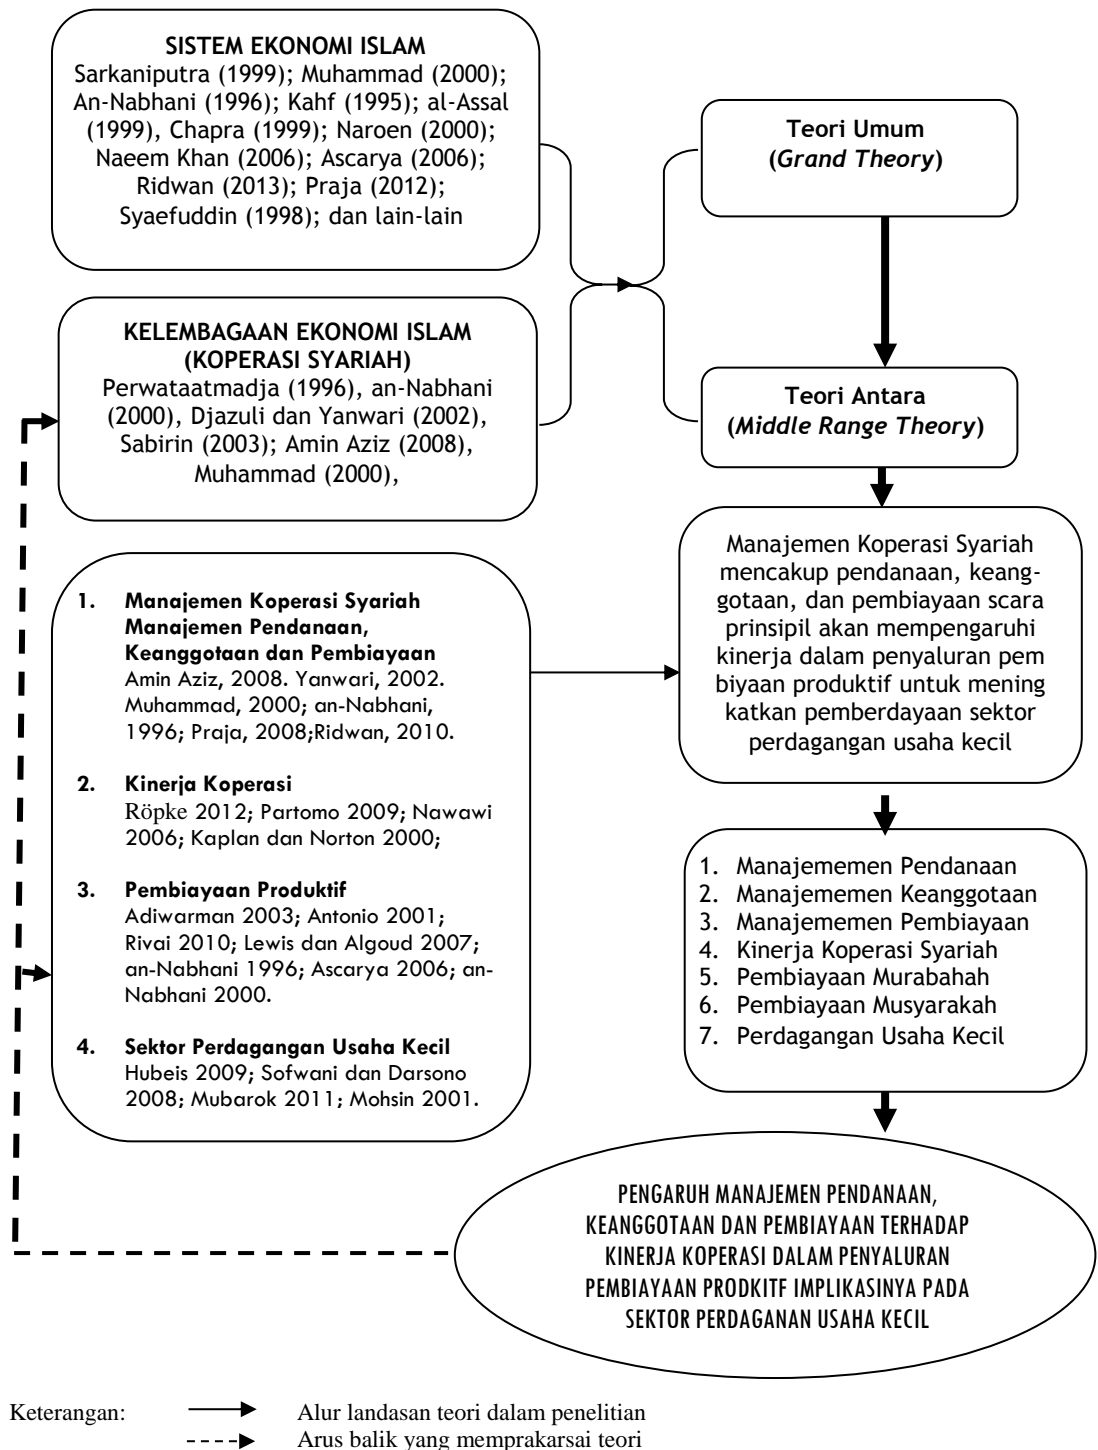 SISTEM EKONOMI ISLAM
Sarkaniputra (1999); Muhammad (2000);
An-Nabhani (1996); Kahf (1995); al-Assal
(1999), Chapra (1999); Naroen (2000);
Naeem Khan (2006); Ascarya (2006);
Ridwan (2013); Praja (2012);
Syaefuddin (1998); dan lain-lain
Teori Umum
(Grand Theory)
KELEMBAGAAN EKONOMI ISLAM
(KOPERASI SYARIAH)
Perwataatmadja (1996), an-Nabhani
(2000), Djazuli dan Yanwari (2002),
Sabirin (2003); Amin Aziz (2008),
Muhammad (2000),
Teori Antara
(Middle Range Theory)
1. Manajemen Koperasi Syariah
Manajemen Pendanaan,
Keanggotaan dan Pembiayaan
Amin Aziz, 2008. Yanwari, 2002.
Muhammad, 2000; an-Nabhani,
1996; Praja, 2008;Ridwan, 2010.
2. Kinerja Koperasi
Röpke 2012; Partomo 2009; Nawawi
2006; Kaplan dan Norton 2000;
3. Pembiayaan Produktif
Adiwarman 2003; Antonio 2001;
Rivai 2010; Lewis dan Algoud 2007;
an-Nabhani 1996; Ascarya 2006; an-
Nabhani 2000.
4. Sektor Perdagangan Usaha Kecil
Hubeis 2009; Sofwani dan Darsono
2008; Mubarok 2011; Mohsin 2001.
Manajemen Koperasi Syariah
mencakup pendanaan, keang-
gotaan, dan pembiayaan scara
prinsipil akan mempengaruhi
kinerja dalam penyaluran pem
biyaan produktif untuk mening
katkan pemberdayaan sektor
perdagangan usaha kecil
1. Manajememen Pendanaan
2. Manajememen Keanggotaan
3. Manajememen Pembiayaan
4. Kinerja Koperasi Syariah
5. Pembiayaan Murabahah
6. Pembiayaan Musyarakah
7. Perdagangan Usaha Kecil
PENGARUH MANAJEMEN PENDANAAN,
KEANGGOTAAN DAN PEMBIAYAAN TERHADAP
KINERJA KOPERASI DALAM PENYALURAN
PEMBIAYAAN PRODKITF IMPLIKASINYA PADA
SEKTOR PERDAGANAN USAHA KECIL
Keterangan:
Alur landasan teori dalam penelitian
Arus balik yang memprakarsai teori